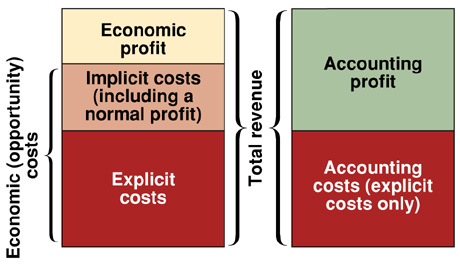 Economic (opportunity)
costs
Economic
profit
Implicit costs
(including a
normal profit)
Explicit
costs
Total revenue
Accounting
profit
Accounting
costs (explicit
costs only)